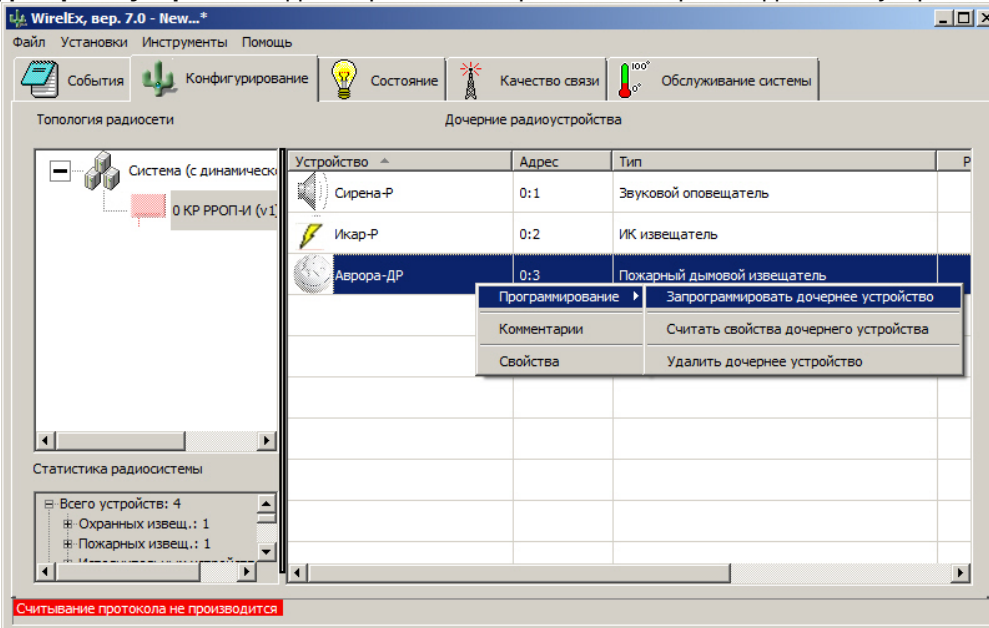 WirelEx, вер. 7.0 - New...*
Файл Установки Инструменты Помощь
События Конфигурирование Состояние Качество связи 100° 0° Обслуживание системы
Топология радиосети Дочерние радиоустройства
Устройство Адрес Тип Р
Система (с динамическо
0 КР РРОП-И (v1)
Сирена-Р 0:1 Звуковой оповещатель
Икар-Р 0:2 ИК извещатель
Аврора-ДР 0:3 Пожарный дымовой извещатель
Программирование Запрограммировать дочернее устройство
Комментарии Считать свойства дочернего устройства
Свойства Удалить дочернее устройство
Статистика радиосистемы
Всего устройств: 4
Охранных извещ.: 1
Пожарных извещ.: 1
Считывание протокола не производится